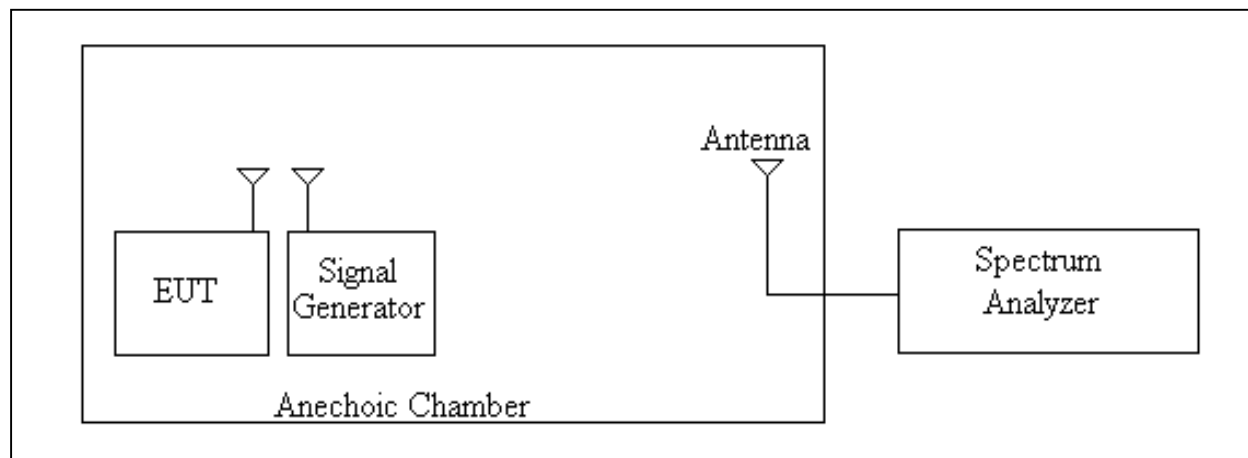 Antenna
EUT
Signal
Generator
Spectrum
Analyzer
Anechoic Chamber